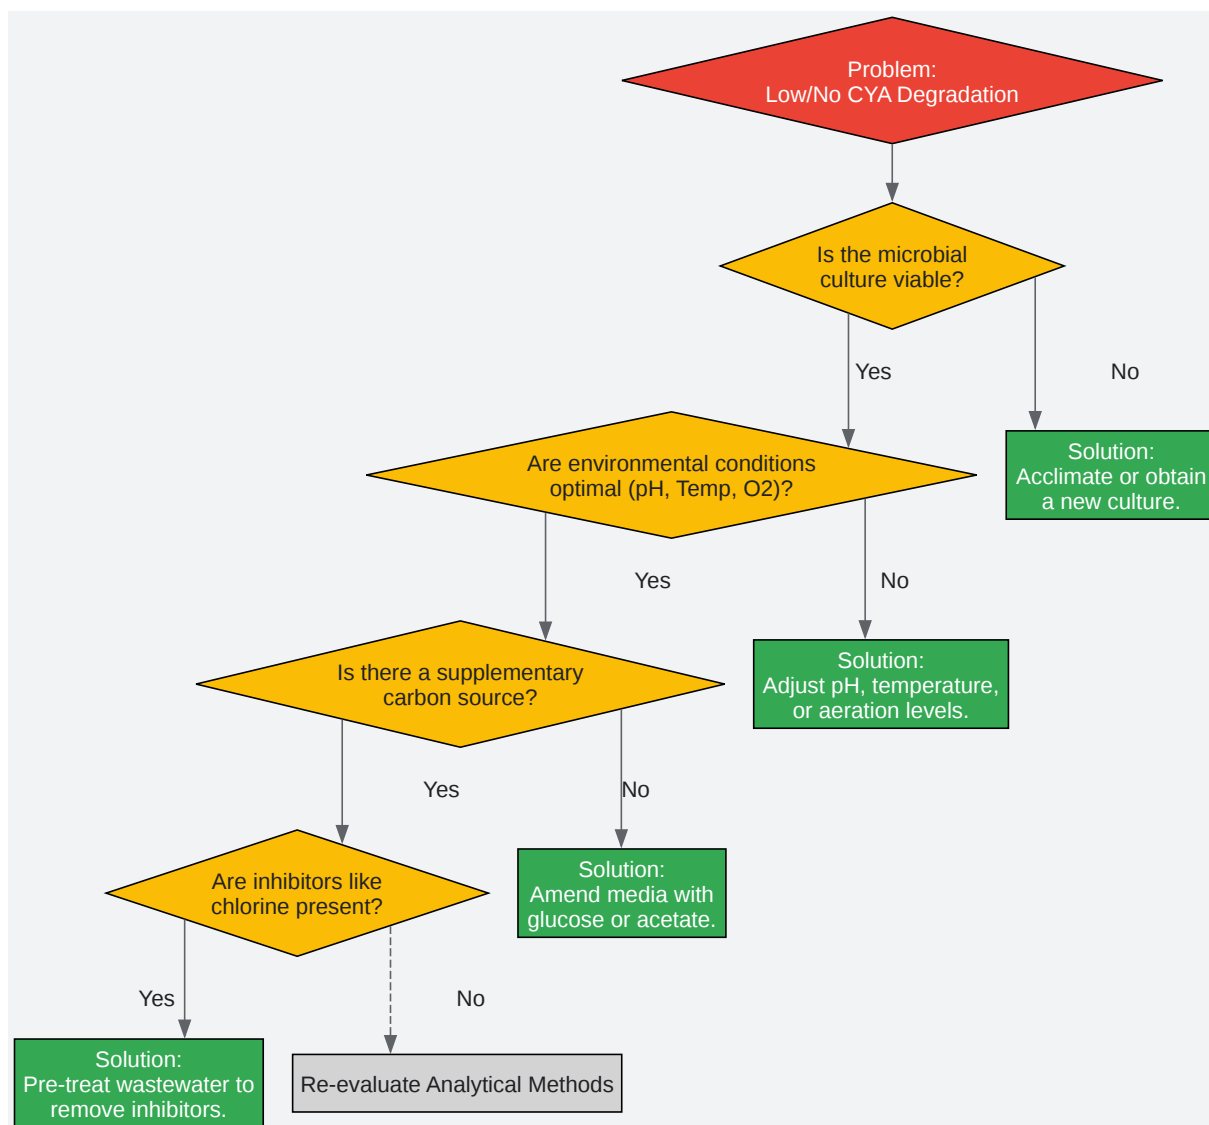 Problem:
Low/No CYA Degradation
Is the microbial
culture viable?
Yes
No
Are environmental conditions
optimal (pH, Temp, O2)?
Solution:
Acclimate or obtain
a new culture.
Yes
No
Is there a supplementary
carbon source?
Solution:
Adjust pH, temperature,
or aeration levels.
Yes
No
Are inhibitors like
chlorine present?
Solution:
Amend media with
glucose or acetate.
Yes
No
Solution:
Pre-treat wastewater to
remove inhibitors.
Re-evaluate Analytical Methods